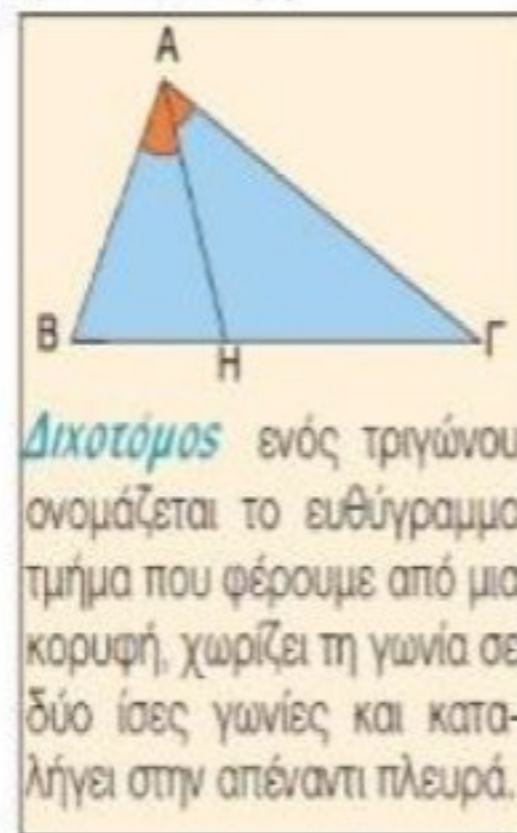 Α
Β
Η
Γ
Διχοτόμος ενός τριγώνου
ονομάζεται το ευθύγραμμο
τμήμα που φέρουμε από μια
κορυφή, χωρίζει τη γωνία σε
δύο ίσες γωνίες και κατα-
λήγει στην απέναντι πλευρά.